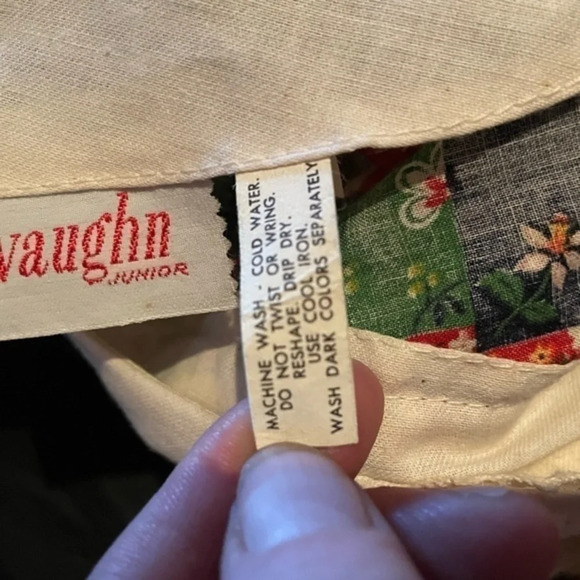 vaughn
JUNIOR
MACHINE WASH - COLD WATER.
DO NOT TWIST OR WRING.
RESHAPE. DRIP DRY.
USE COOL IRON.
WASH DARK COLORS SEPARATELY